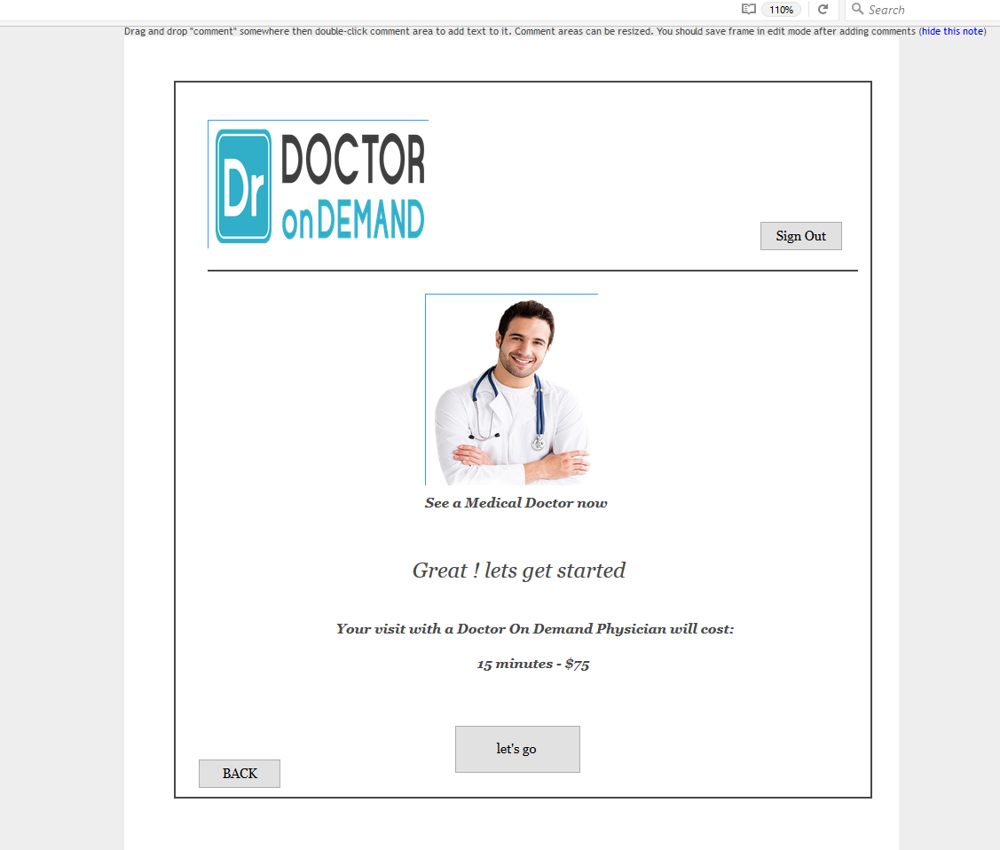 110%
Search
Drag and drop "comment" somewhere then double-click comment area to add text to it. Comment areas can be resized. You should save frame in edit mode after adding comments (hide this note)
Dr
DOCTOR
on DEMAND
Sign Out
See a Medical Doctor now
Great ! lets get started
Your visit with a Doctor On Demand Physician will cost:
15 minutes - $75
let's go
BACK